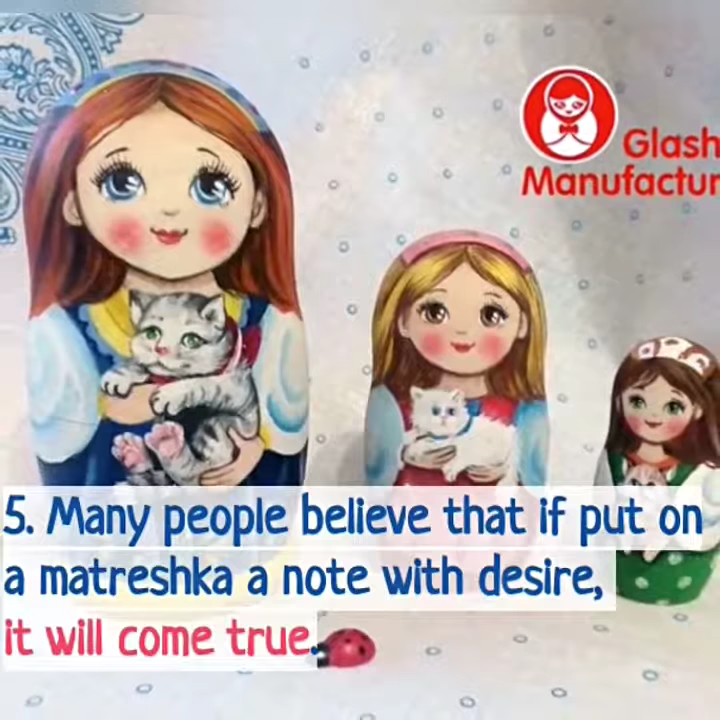 Glash
Manufactur
5. Many people believe that if put on
a matreshka a note with desire,
it will come true.